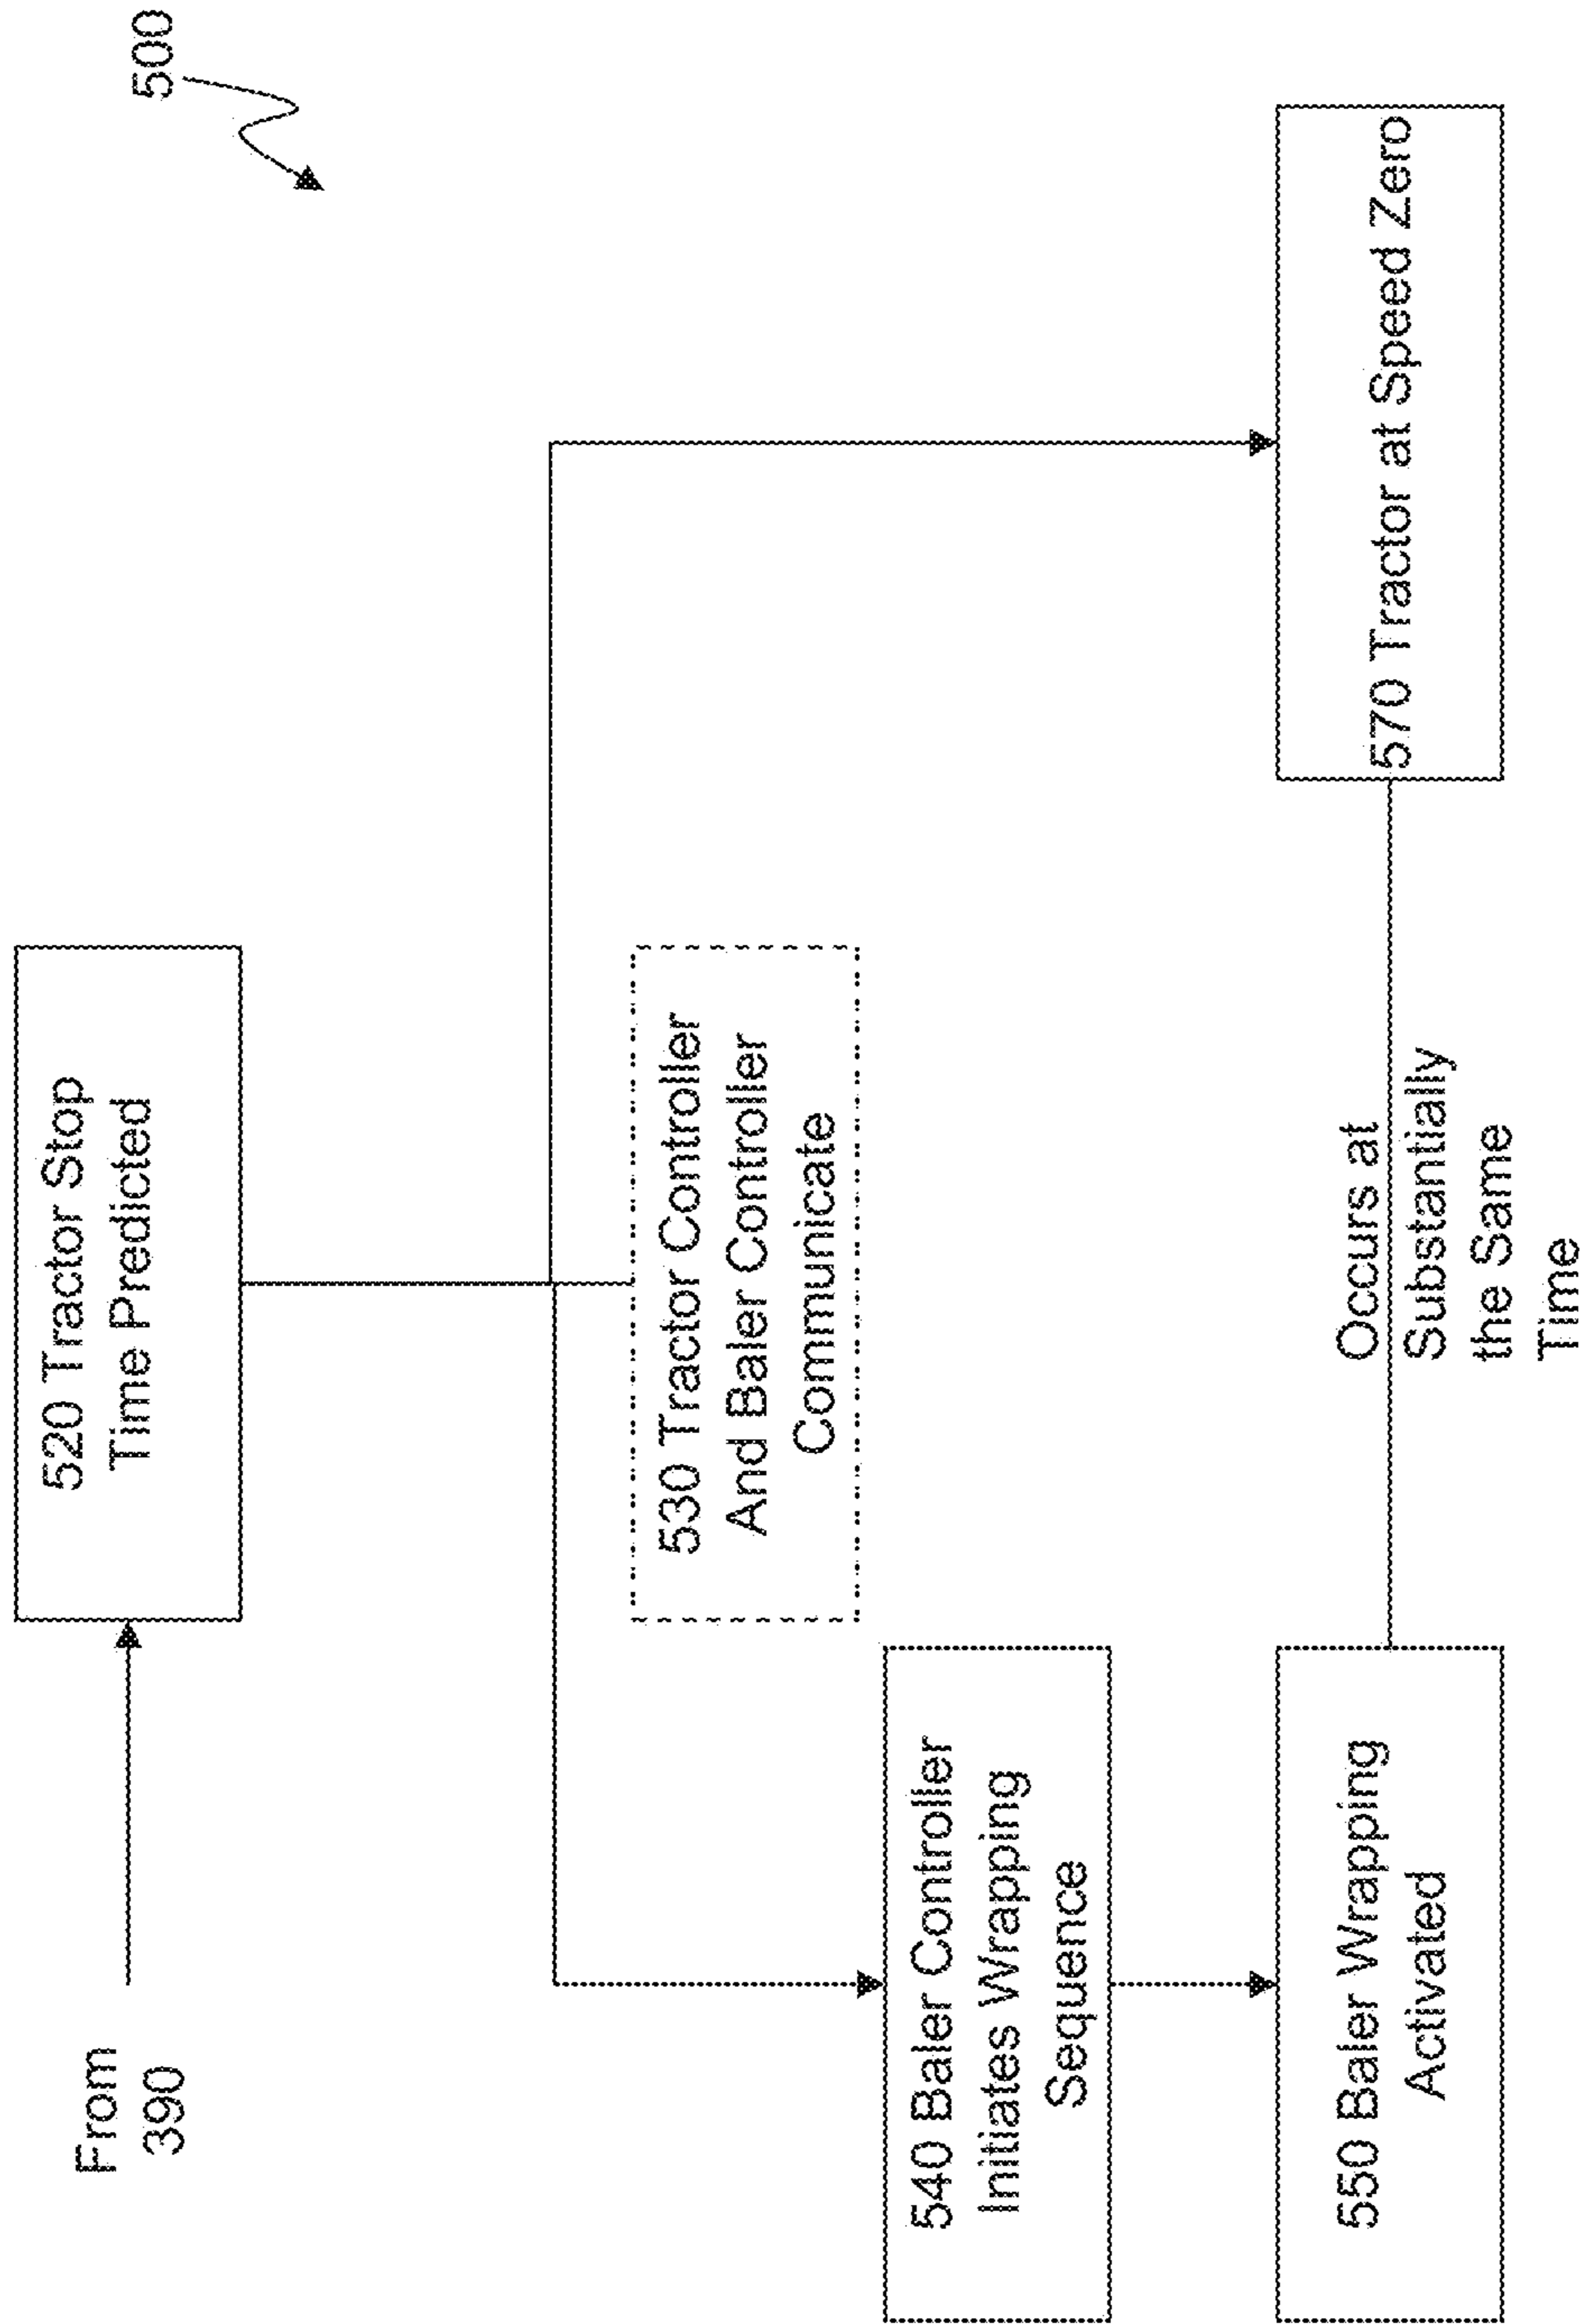 500
From
390
520 Tractor Stop
Time Predicted
530 Tractor Controller
And Baler Controller
Communicate
540 Baler Controller
Initiates Wrapping
Sequence
550 Baler Wrapping
Activated
Occurs at
Substantially
the Same
Time
570 Tractor at Speed Zero